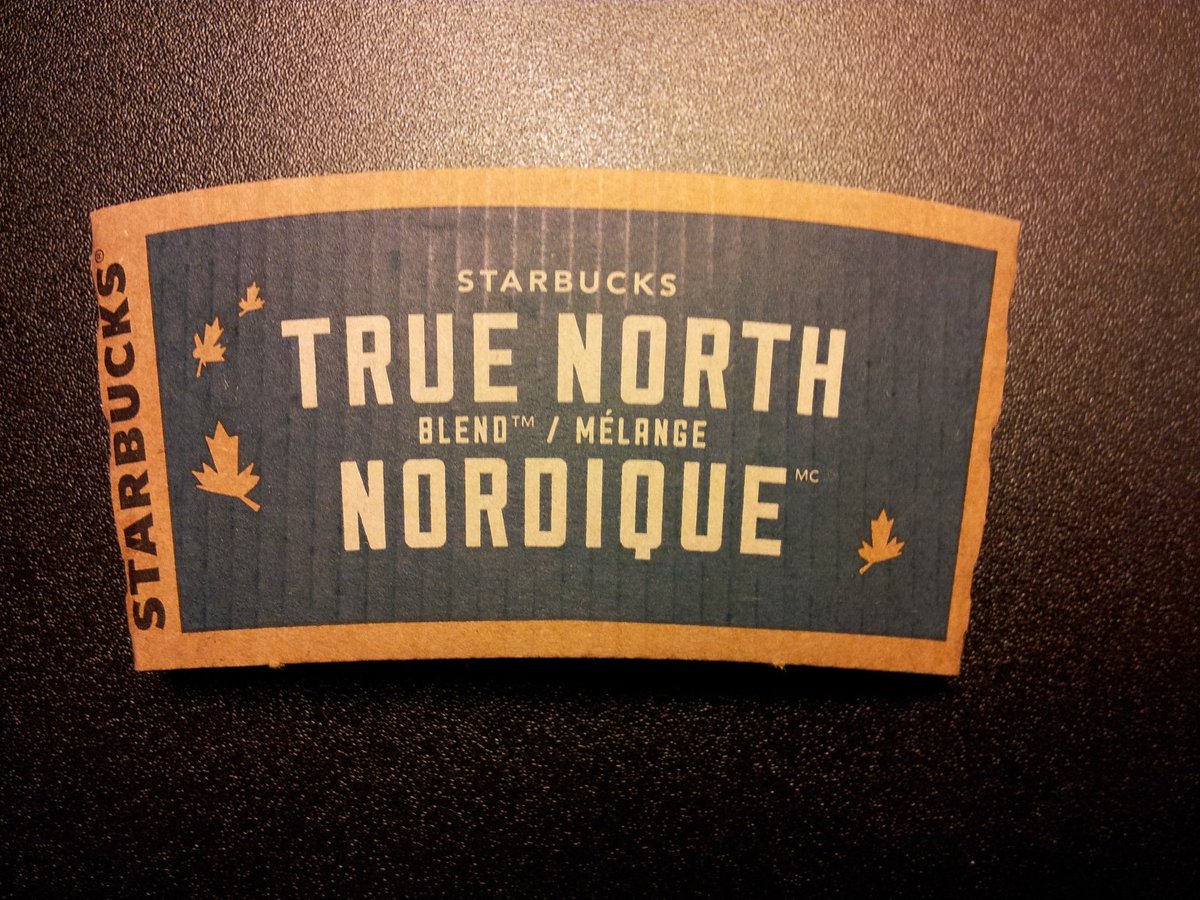 STARBUCKS®
STARBUCKS
TRUE NORTH
BLEND™ / MÉLANGE
NORDIQUE MC